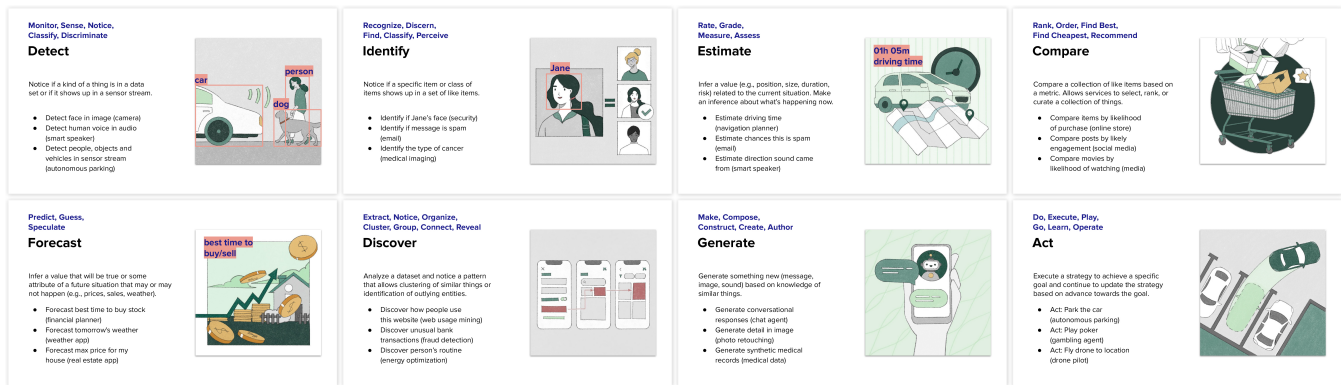 Monitor, Sense, Notice,
Classify, Discriminate
Detect
Notice if a kind of a thing is in a data
set or if it shows up in a sensor stream.
● Detect face in image (camera)
● Detect human voice in audio
(smart speaker)
● Detect people, objects and
vehicles in sensor stream
(autonomous parking)
car
person
dog
Recognize, Discern,
Find, Classify, Perceive
Identify
Notice if a specific item or class of
items shows up in a set of like items.
● Identify if Jane's face (security)
● Identify if message is spam
(email)
● Identify the type of cancer
(medical imaging)
Jane
Rate, Grade,
Measure, Assess
Estimate
Infer a value (e.g., position, size, duration,
risk) related to the current situation. Make
an inference about what's happening now.
● Estimate driving time
(navigation planner)
● Estimate chances this is spam
(email)
● Estimate direction sound came
from (smart speaker)
01h 05m
driving time
Rank, Order, Find Best,
Find Cheapest, Recommend
Compare
Compare a collection of like items based on
a metric. Allows services to select, rank, or
curate a collection of things.
● Compare items by likelihood
of purchase (online store)
● Compare posts by likely
engagement (social media)
● Compare movies by
likelihood of watching (media)
Predict, Guess,
Speculate
Forecast
Infer a value that will be true or some
attribute of a future situation that may or may
not happen (e.g., prices, sales, weather).
● Forecast best time to buy stock
(financial planner)
● Forecast tomorrow's weather
(weather app)
● Forecast max price for my
house (real estate app)
best time to
buy/sell
Extract, Notice, Organize,
Cluster, Group, Connect, Reveal
Discover
Analyze a dataset and notice a pattern
that allows clustering of similar things or
identification of outlying entities.
● Discover how people use
this website (web usage mining)
● Discover unusual bank
transactions (fraud detection)
● Discover person's routine
(energy optimization)
Make, Compose,
Construct, Create, Author
Generate
Generate something new (message,
image, sound) based on knowledge of
similar things.
● Generate conversational
responses (chat agent)
● Generate detail in image
(photo retouching)
● Generate synthetic medical
records (medical data)
Do, Execute, Play,
Go, Learn, Operate
Act
Execute a strategy to achieve a specific
goal and continue to update the strategy
based on advance towards the goal.
● Act: Park the car
(autonomous parking)
● Act: Play poker
(gambling agent)
● Act: Fly drone to location
(drone pilot)